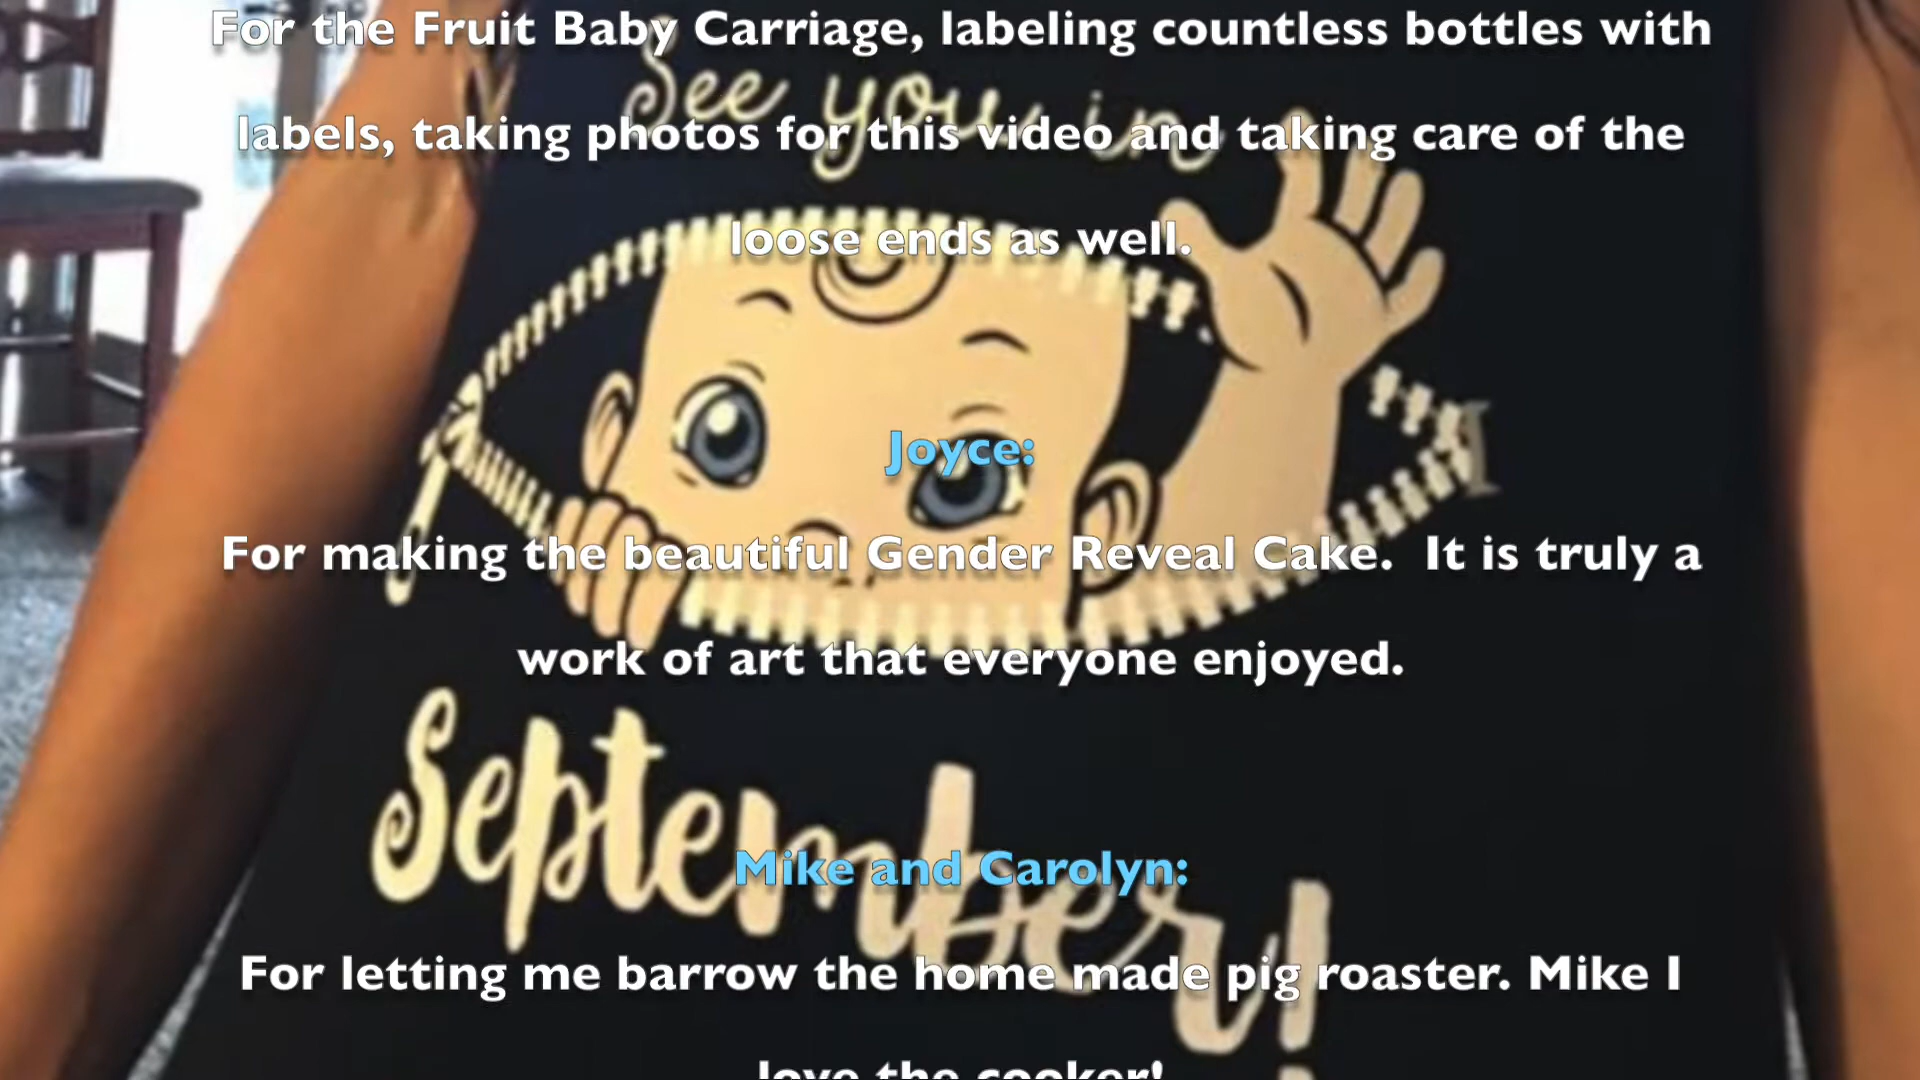 For the Fruit Baby Carriage, labeling countless bottles with
See you in
labels, taking photos for this video and taking care of the
loose ends as well.
Joyce:
For making the beautiful Gender Reveal Cake.  It is truly a
work of art that everyone enjoyed.
September!
Mike and Carolyn:
For letting me barrow the home made pig roaster. Mike I
love the cooker!